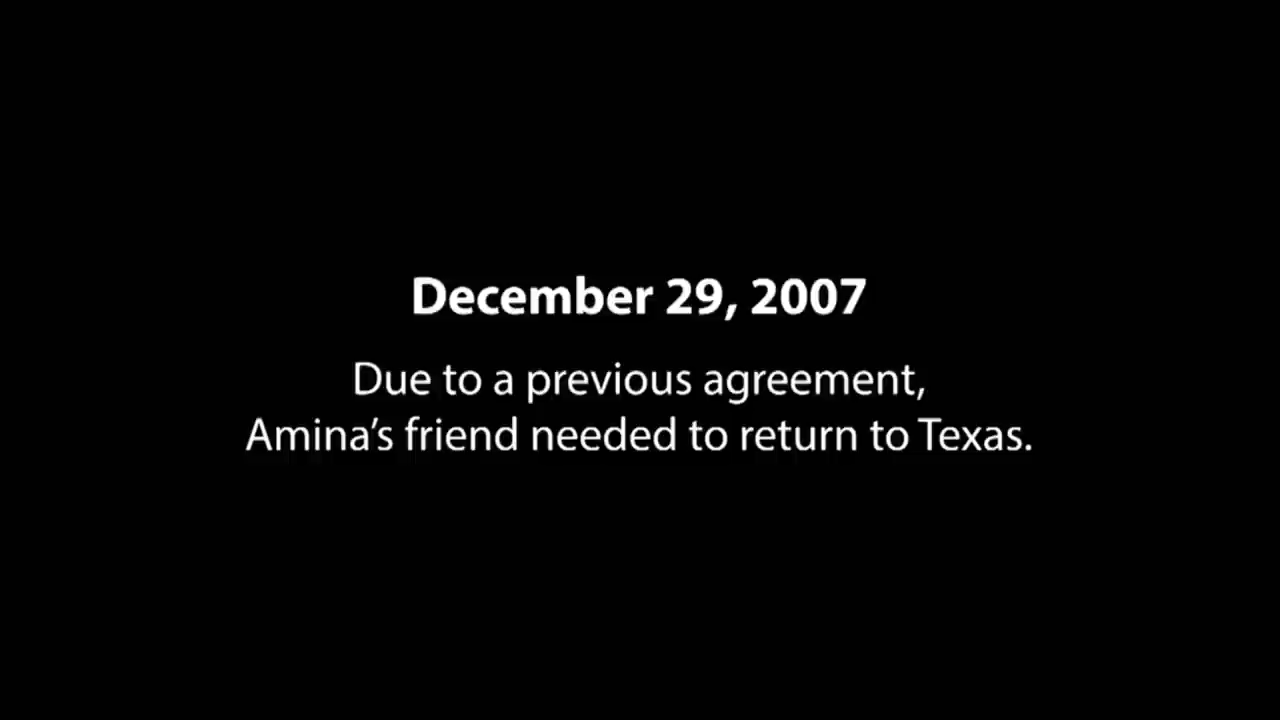 December 29, 2007
Due to a previous agreement,
Amina’s friend needed to return to Texas.